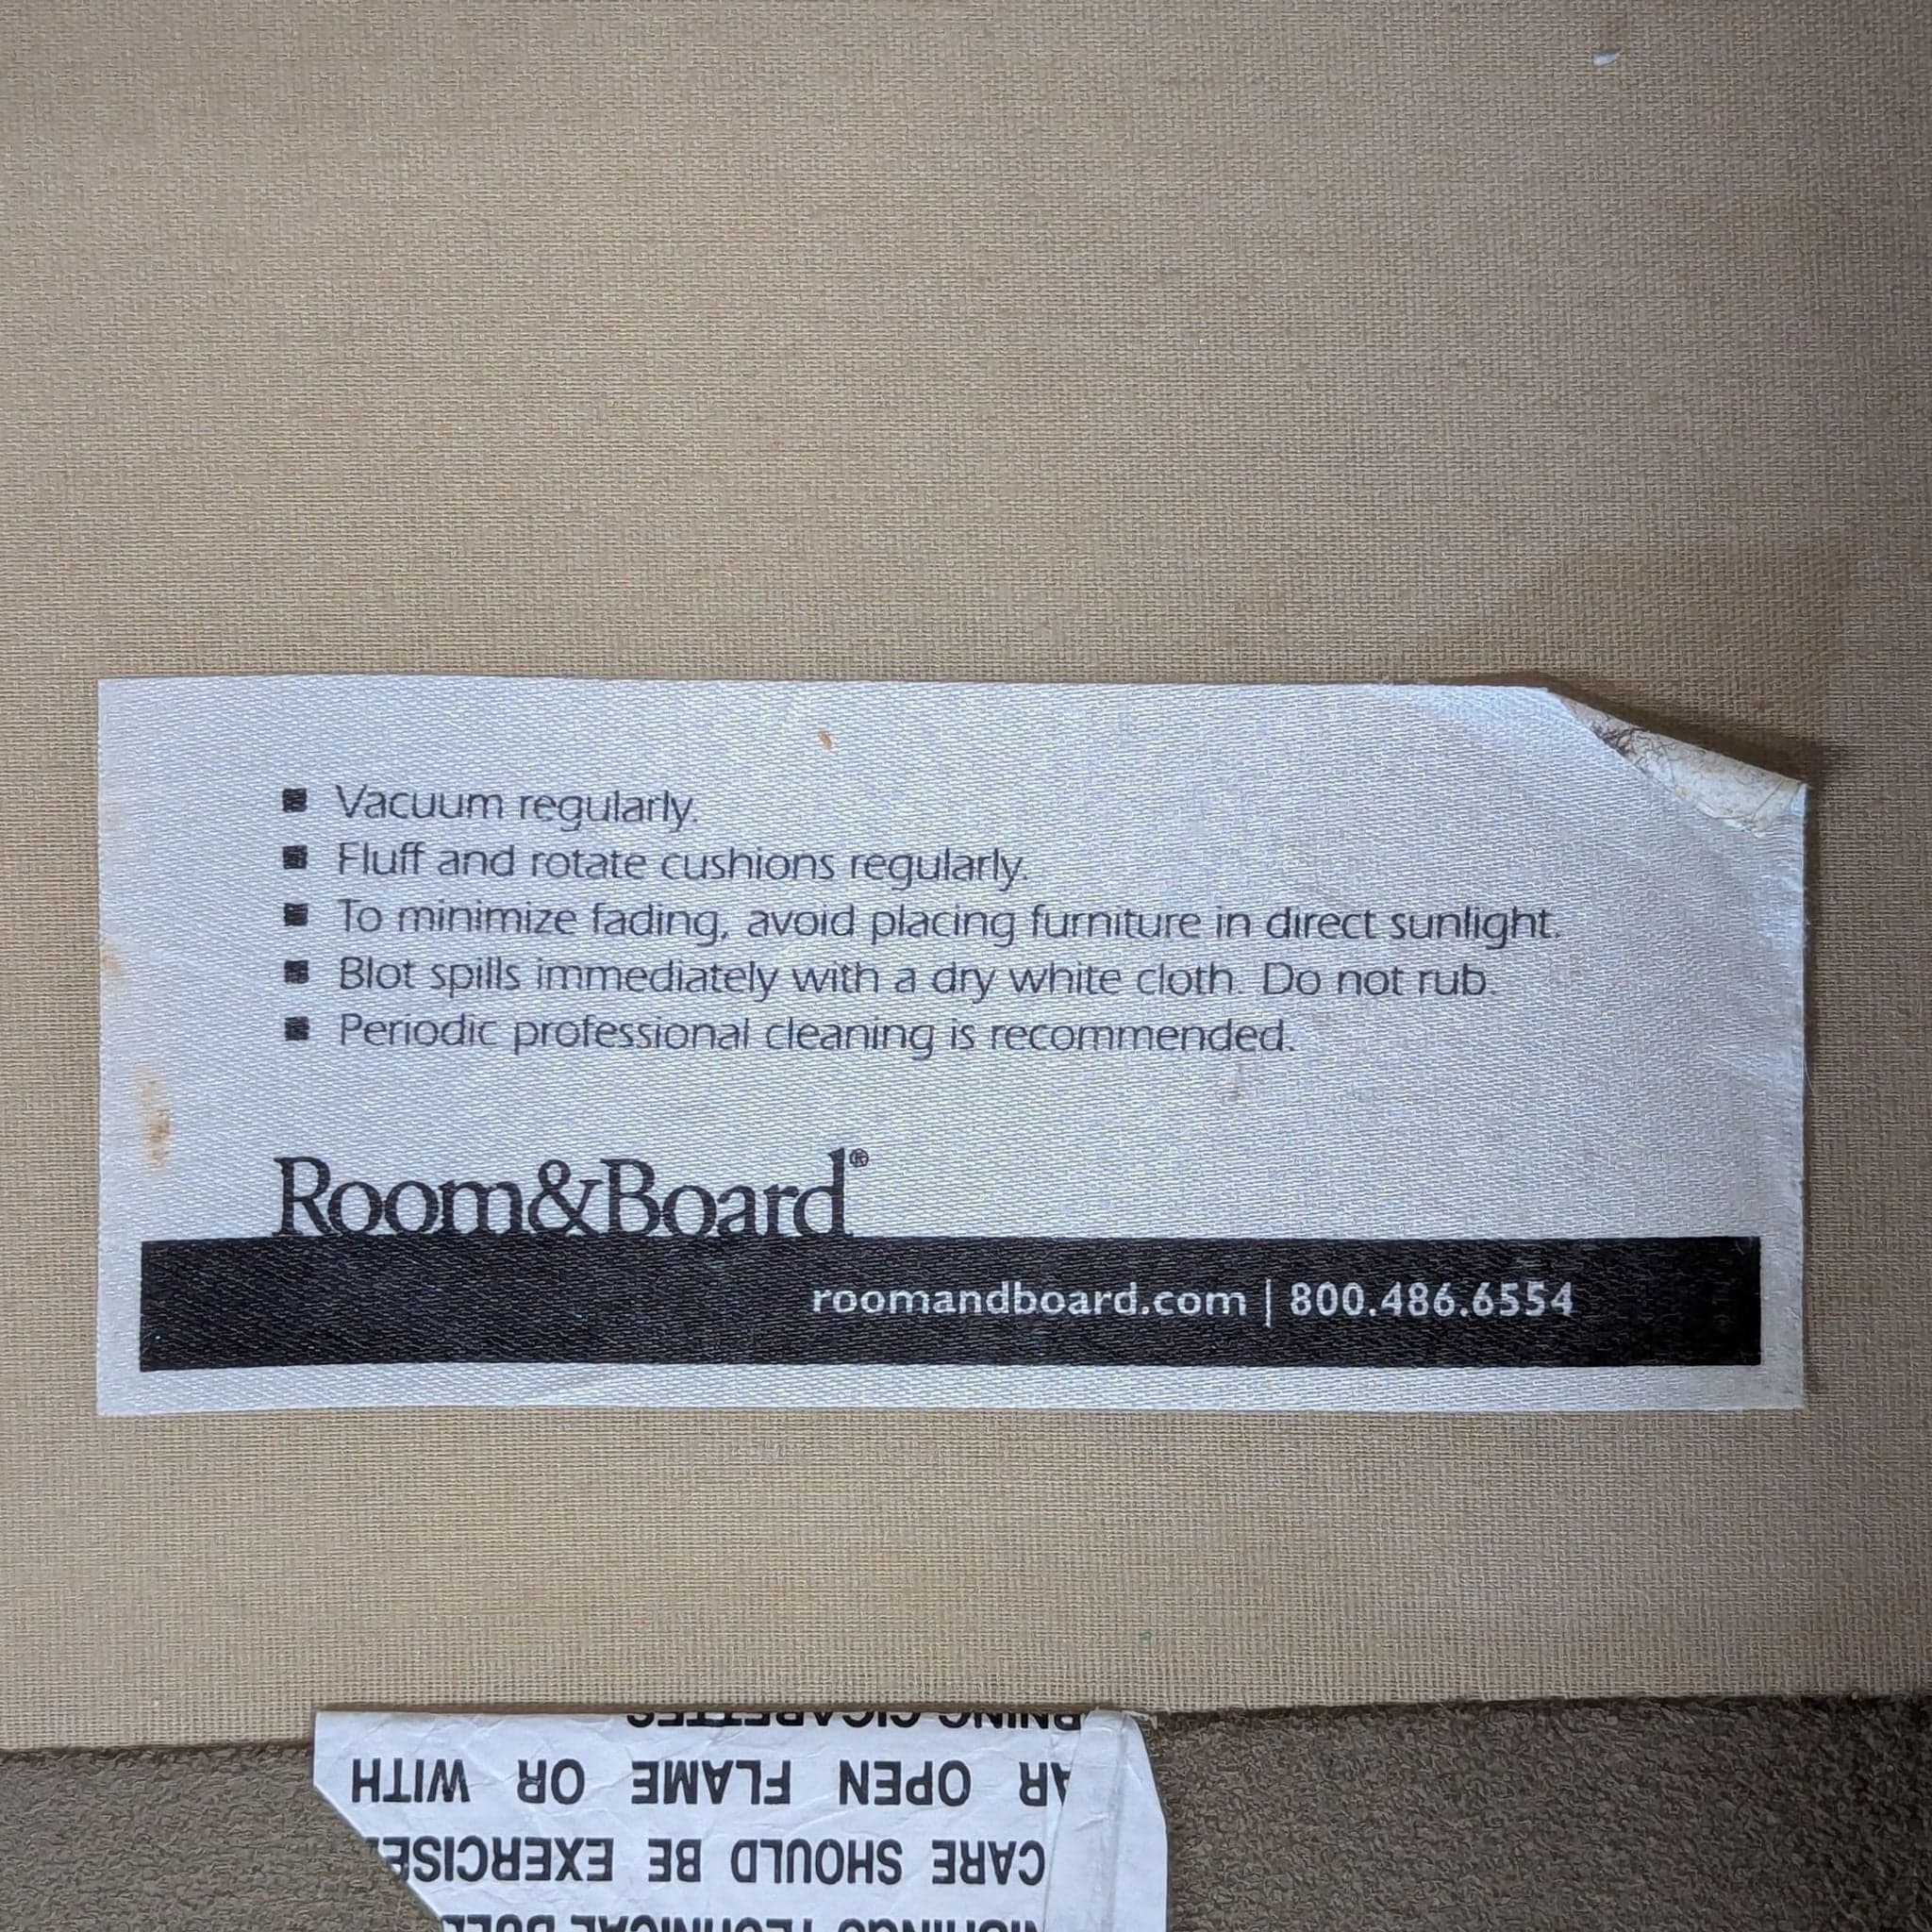 ■ Vacuum regularly.
■ Fluff and rotate cushions regularly.
■ To minimize fading, avoid placing furniture in direct sunlight.
■ Blot spills immediately with a dry white cloth. Do not rub.
■ Periodic professional cleaning is recommended.
Room&Board®
roomandboard.com | 800.486.6554
CARE SHOULD BE
OPEN FLAME OR WITH
CIGARETTES